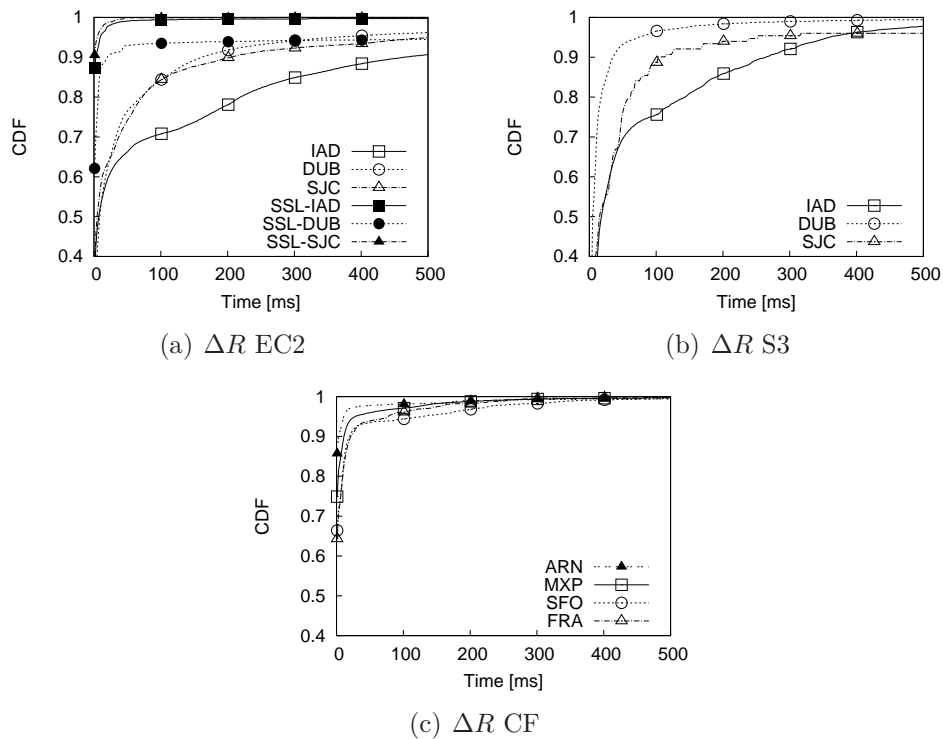 1
0.9
0.8
0.7
0.6
0.5
0.4
CDF
IAD
DUB
SJC
SSL-IAD
SSL-DUB
SSL-SJC
0 100 200 300 400 500
Time [ms]
(a) ΔR EC2
1
0.9
0.8
0.7
0.6
0.5
0.4
CDF
IAD
DUB
SJC
0 100 200 300 400 500
Time [ms]
(b) ΔR S3
1
0.9
0.8
0.7
0.6
0.5
0.4
CDF
ARN
MXP
SFO
FRA
0 100 200 300 400 500
Time [ms]
(c) ΔR CF